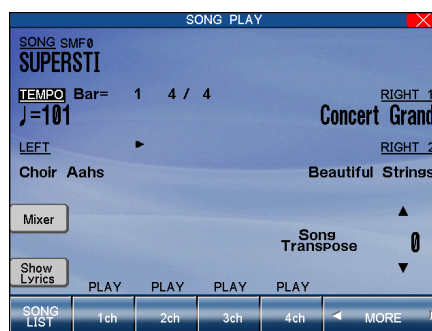 SONG PLAY
SONG SMF0
SUPERSTI
TEMPO Bar= 1 4 / 4
RIGHT 1
♩=101
Concert Grand
LEFT
RIGHT 2
Choir Aahs
Beautiful Strings
Mixer
Song
Transpose
0
Show
Lyrics
PLAY PLAY PLAY PLAY
SONG
LIST
1ch 2ch 3ch 4ch MORE